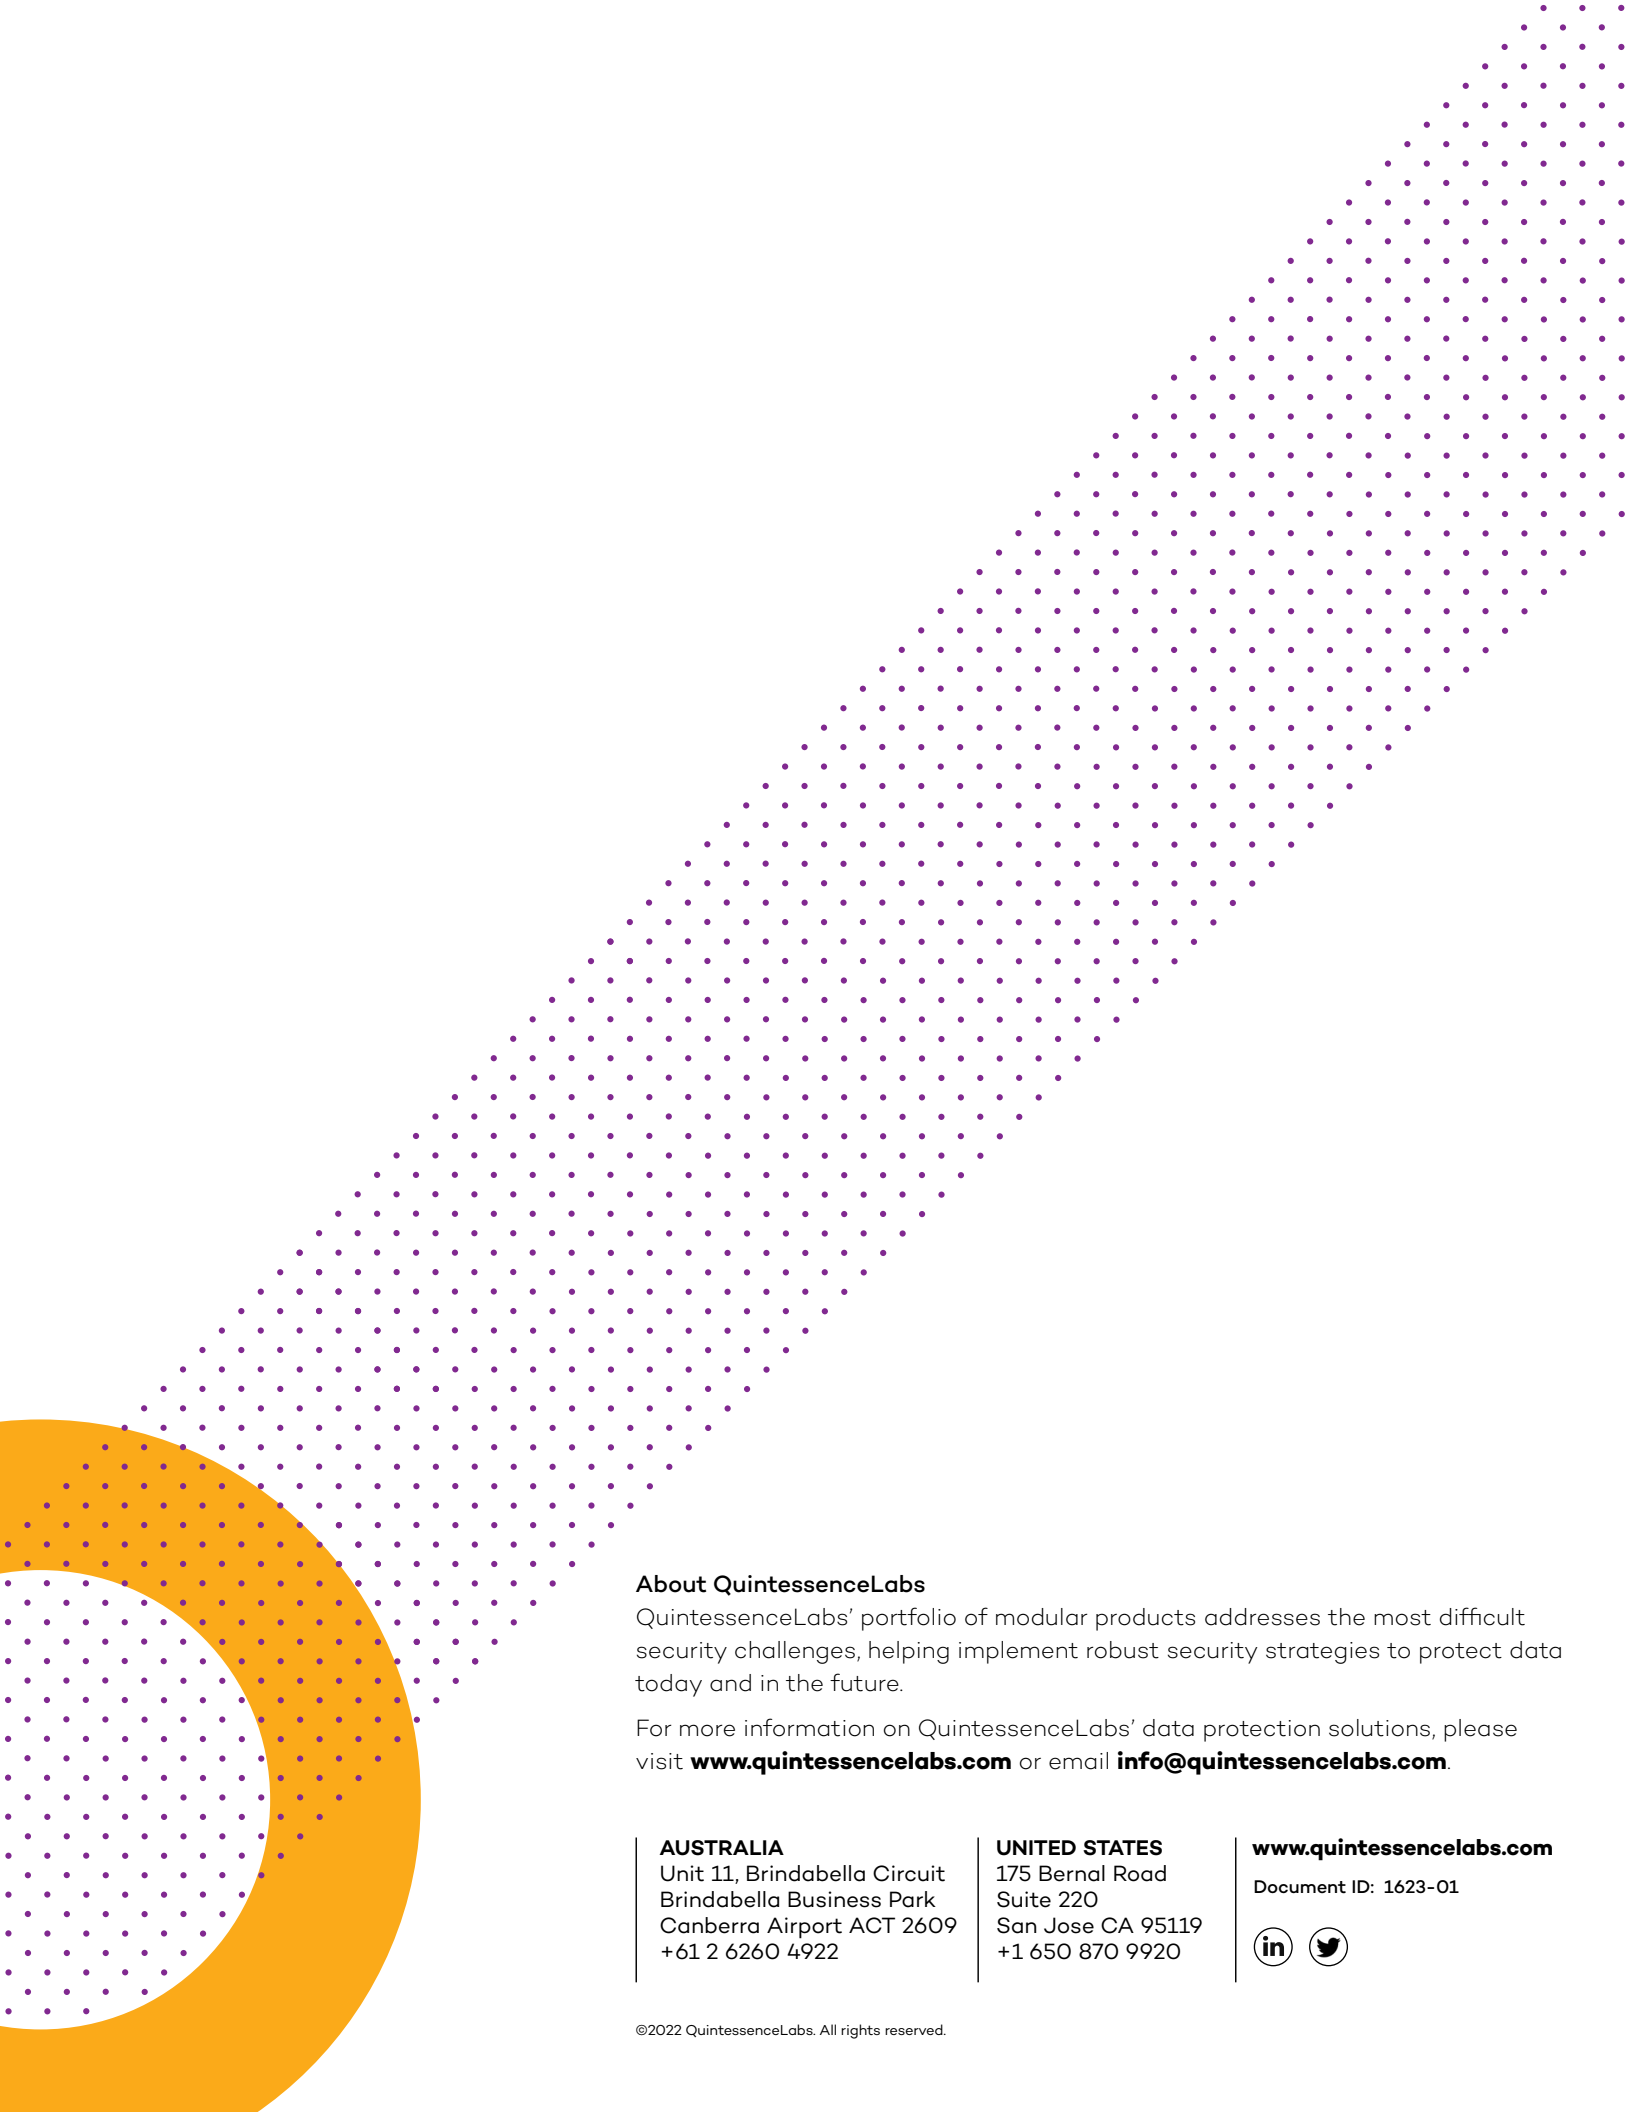 About QuintessenceLabs
QuintessenceLabs’ portfolio of modular products addresses the most difficult
security challenges, helping implement robust security strategies to protect data
today and in the future.
For more information on QuintessenceLabs’ data protection solutions, please
visit www.quintessencelabs.com or email info@quintessencelabs.com.
AUSTRALIA
Unit 11, Brindabella Circuit
Brindabella Business Park
Canberra Airport ACT 2609
+61 2 6260 4922
UNITED STATES
175 Bernal Road
Suite 220
San Jose CA 95119
+1 650 870 9920
www.quintessencelabs.com
Document ID: 1623-01
in
©2022 QuintessenceLabs. All rights reserved.